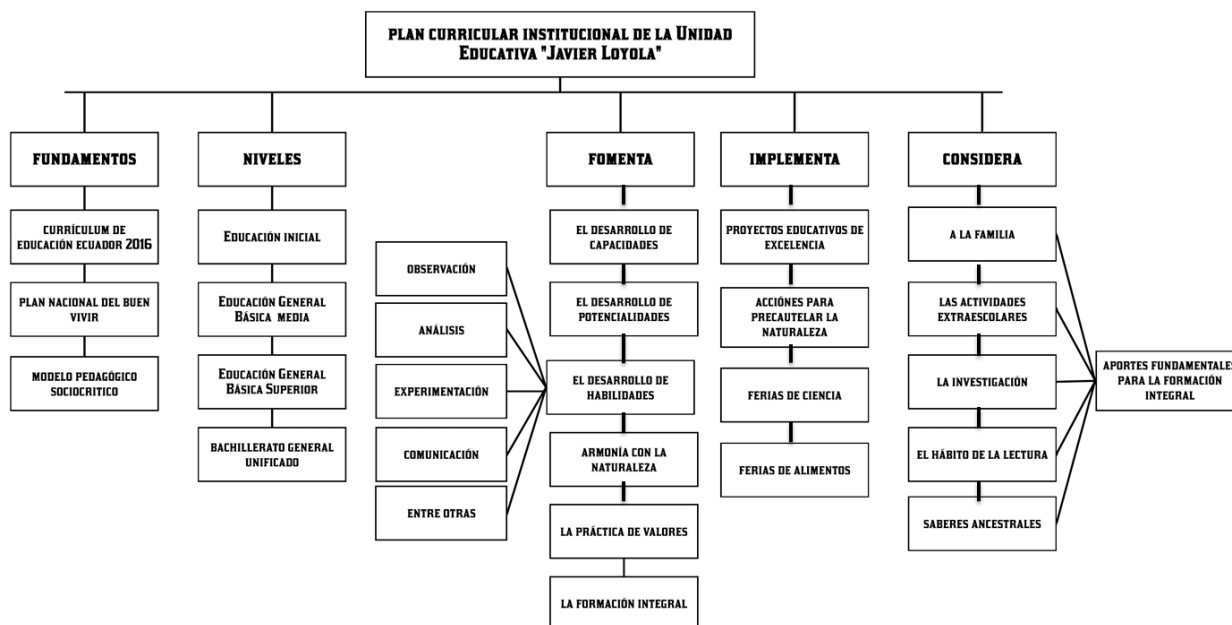 PLAN CURRICULAR INSTITUCIONAL DE LA UNIDAD
EDUCATIVA "JAVIER LOYOLA"
FUNDAMENTOS
CURRÍCULUM DE
EDUCACIÓN ECUADOR 2016
PLAN NACIONAL DEL BUEN
VIVIR
MODELO PEDAGÓGICO
SOCIOCRITICO
NIVELES
EDUCACIÓN INICIAL
EDUCACIÓN GENERAL
BÁSICA MEDIA
EDUCACIÓN GENERAL
BÁSICA SUPERIOR
BACHILLERATO GENERAL
UNIFICADO
FOMENTA
EL DESARROLLO DE
CAPACIDADES
EL DESARROLLO DE
POTENCIALIDADES
EL DESARROLLO DE
HABILIDADES
OBSERVACIÓN
ANÁLISIS
EXPERIMENTACIÓN
COMUNICACIÓN
ENTRE OTRAS
ARMONÍA CON LA
NATURALEZA
LA PRÁCTICA DE VALORES
LA FORMACIÓN INTEGRAL
IMPLEMENTA
PROYECTOS EDUCATIVOS DE
EXCELENCIA
ACCIÓNES PARA
PRECAUTELAR LA
NATURALEZA
FERIAS DE CIENCIA
FERIAS DE ALIMENTOS
CONSIDERA
A LA FAMILIA
LAS ACTIVIDADES
EXTRAESCOLARES
LA INVESTIGACIÓN
EL HÁBITO DE LA LECTURA
SABERES ANCESTRALES
APORTES FUNDAMENTALES
PARA LA FORMACIÓN
INTEGRAL